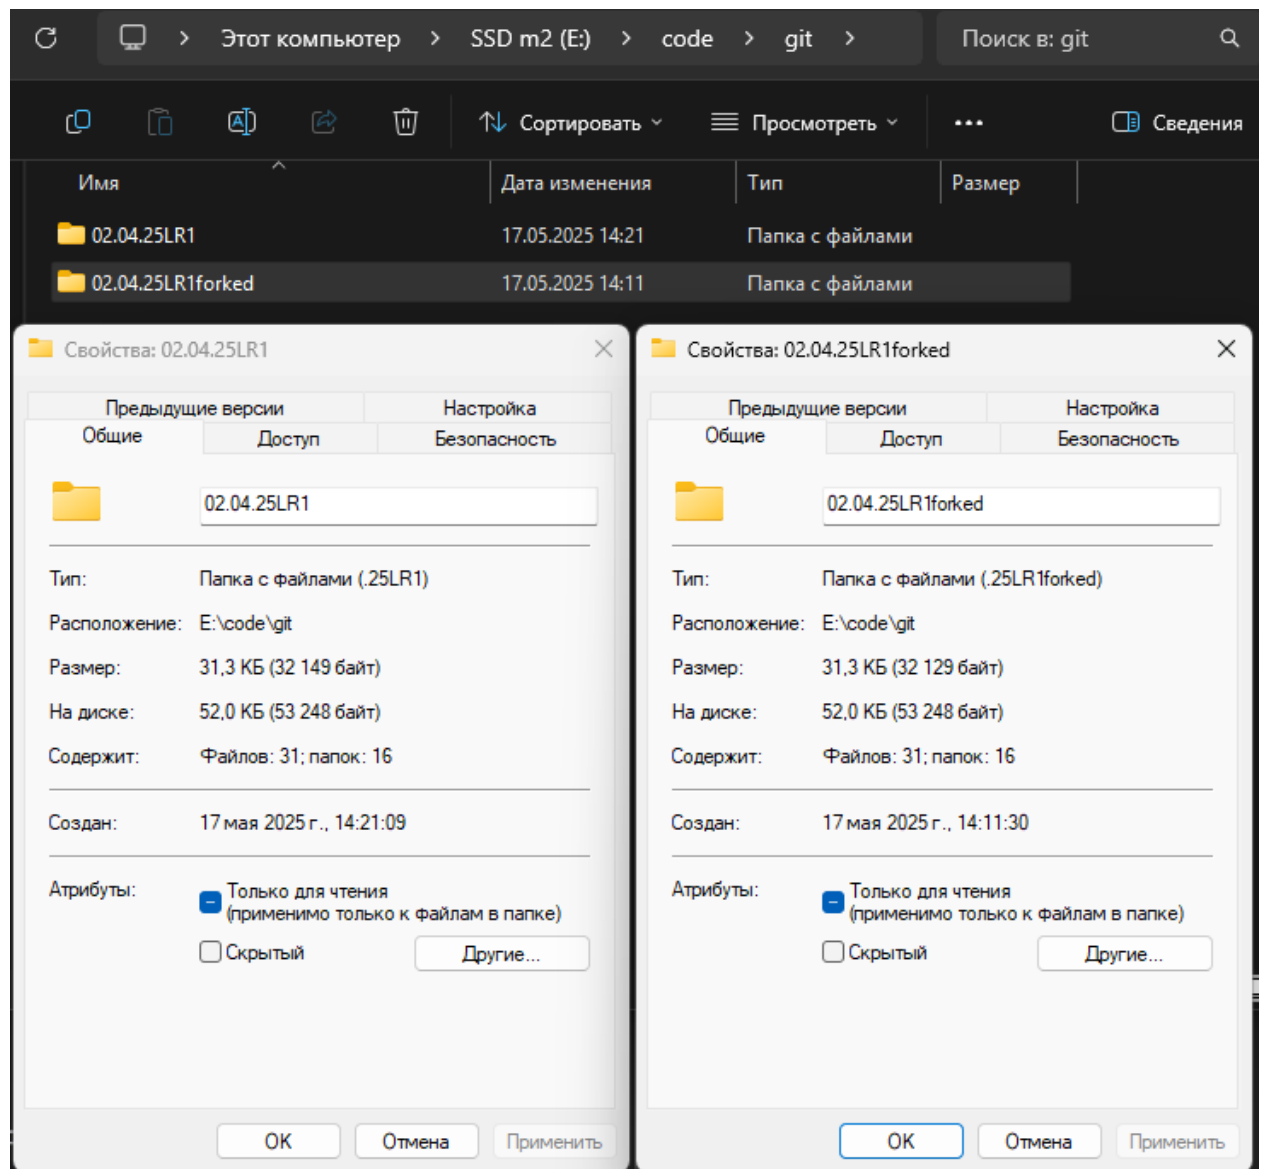 Этот компьютер > SSD m2 (E:) > code > git > Поиск в: git
Сортировать Просмотреть ... Сведения
Имя Дата изменения Тип Размер
02.04.25LR1 17.05.2025 14:21 Папка с файлами
02.04.25LR1forked 17.05.2025 14:11 Папка с файлами
Свойства: 02.04.25LR1
Предыдущие версии Настройка
Общие Доступ Безопасность
02.04.25LR1
Тип: Папка с файлами (.25LR1)
Расположение: E:\code\git
Размер: 31,3 КБ (32 149 байт)
На диске: 52,0 КБ (53 248 байт)
Содержит: Файлов: 31; папок: 16
Создан: 17 мая 2025 г., 14:21:09
Атрибуты: Только для чтения
(применимо только к файлам в папке)
Скрытый Другие...
OK Отмена Применить
Свойства: 02.04.25LR1forked
Предыдущие версии Настройка
Общие Доступ Безопасность
02.04.25LR1forked
Тип: Папка с файлами (.25LR1forked)
Расположение: E:\code\git
Размер: 31,3 КБ (32 129 байт)
На диске: 52,0 КБ (53 248 байт)
Содержит: Файлов: 31; папок: 16
Создан: 17 мая 2025 г., 14:11:30
Атрибуты: Только для чтения
(применимо только к файлам в папке)
Скрытый Другие...
OK Отмена Применить